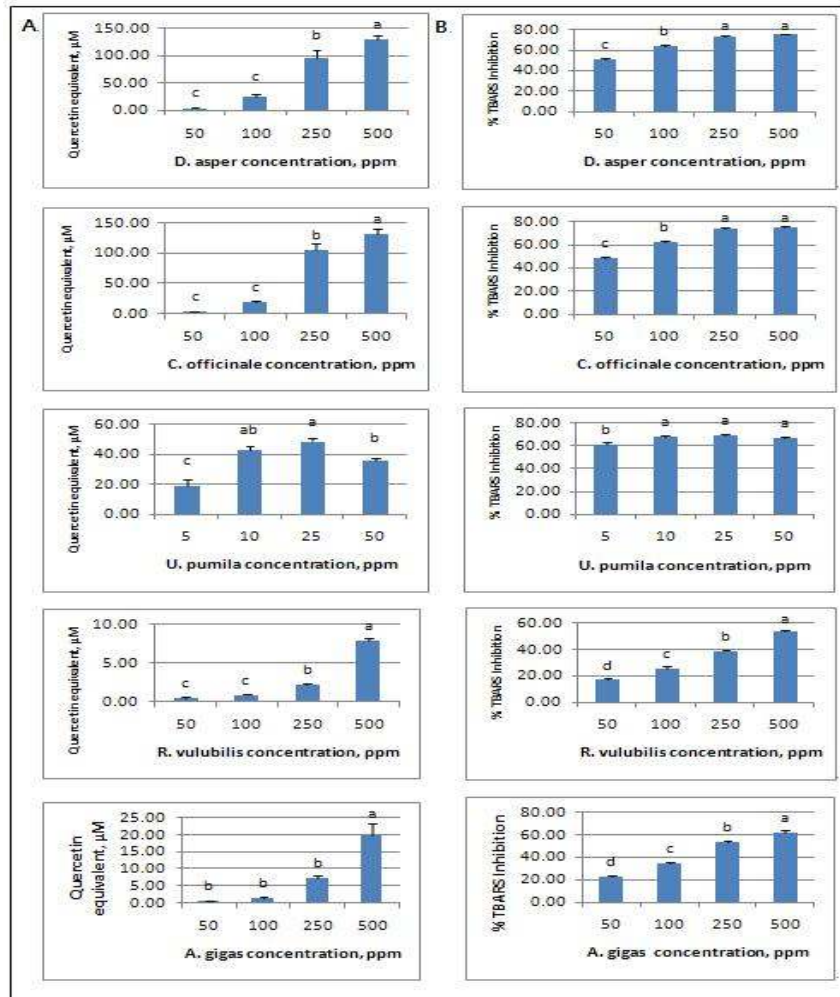 A.
Quercetin equivalent, µM
150.00
100.00
50.00
0.00
c
c
b
a
50 100 250 500
D. asper concentration, ppm
B.
% TBARS Inhibition
80.00
60.00
40.00
20.00
0.00
c
b
a
a
50 100 250 500
D. asper concentration, ppm
Quercetin equivalent, µM
150.00
100.00
50.00
0.00
c
c
b
a
50 100 250 500
C. officinale concentration, ppm
% TBARS Inhibition
80.00
60.00
40.00
20.00
0.00
c
b
a
a
50 100 250 500
C. officinale concentration, ppm
Quercetin equivalent, µM
60.00
40.00
20.00
0.00
c
ab
a
b
5 10 25 50
U. pumila concentration, ppm
% TBARS Inhibition
80.00
60.00
40.00
20.00
0.00
b
a
a
a
5 10 25 50
U. pumila concentration, ppm
Quercetin equivalent, µM
10.00
5.00
0.00
c
c
b
a
50 100 250 500
R. vulubilis concentration, ppm
% TBARS Inhibition
60.00
40.00
20.00
0.00
d
c
b
a
50 100 250 500
R. vulubilis concentration, ppm
Quercetin
equivalent, µM
25.00
20.00
15.00
10.00
5.00
0.00
b
b
b
a
50 100 250 500
A. gigas concentration, ppm
% TBARS Inhibition
80.00
60.00
40.00
20.00
0.00
d
c
b
a
50 100 250 500
A. gigas concentration, ppm